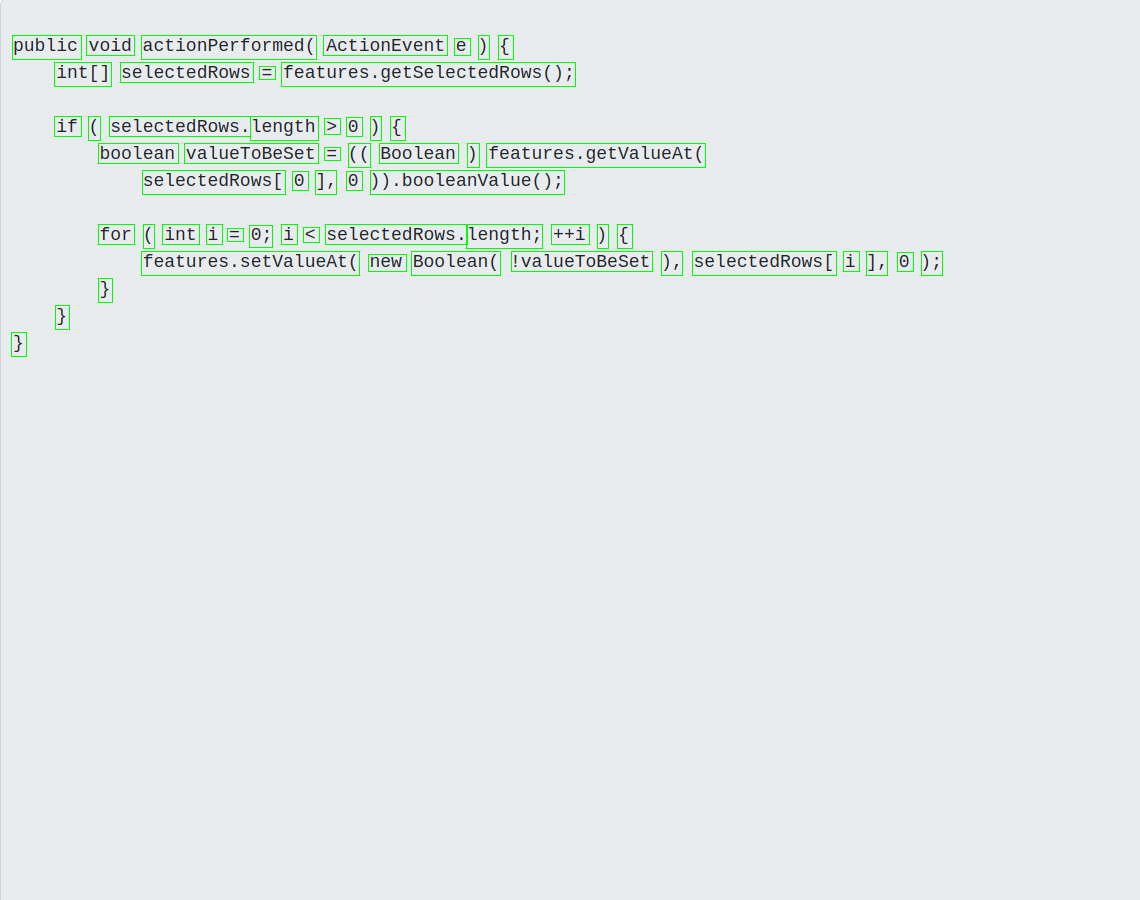 public void actionPerformed( ActionEvent e ) {
    int[] selectedRows = features.getSelectedRows();
    if ( selectedRows.length > 0 ) {
        boolean valueToBeSet = (( Boolean ) features.getValueAt(
            selectedRows[ 0 ], 0 )).booleanValue();
        for ( int i = 0; i < selectedRows.length; ++i ) {
            features.setValueAt( new Boolean( !valueToBeSet ), selectedRows[ i ], 0 );
        }
    }
}